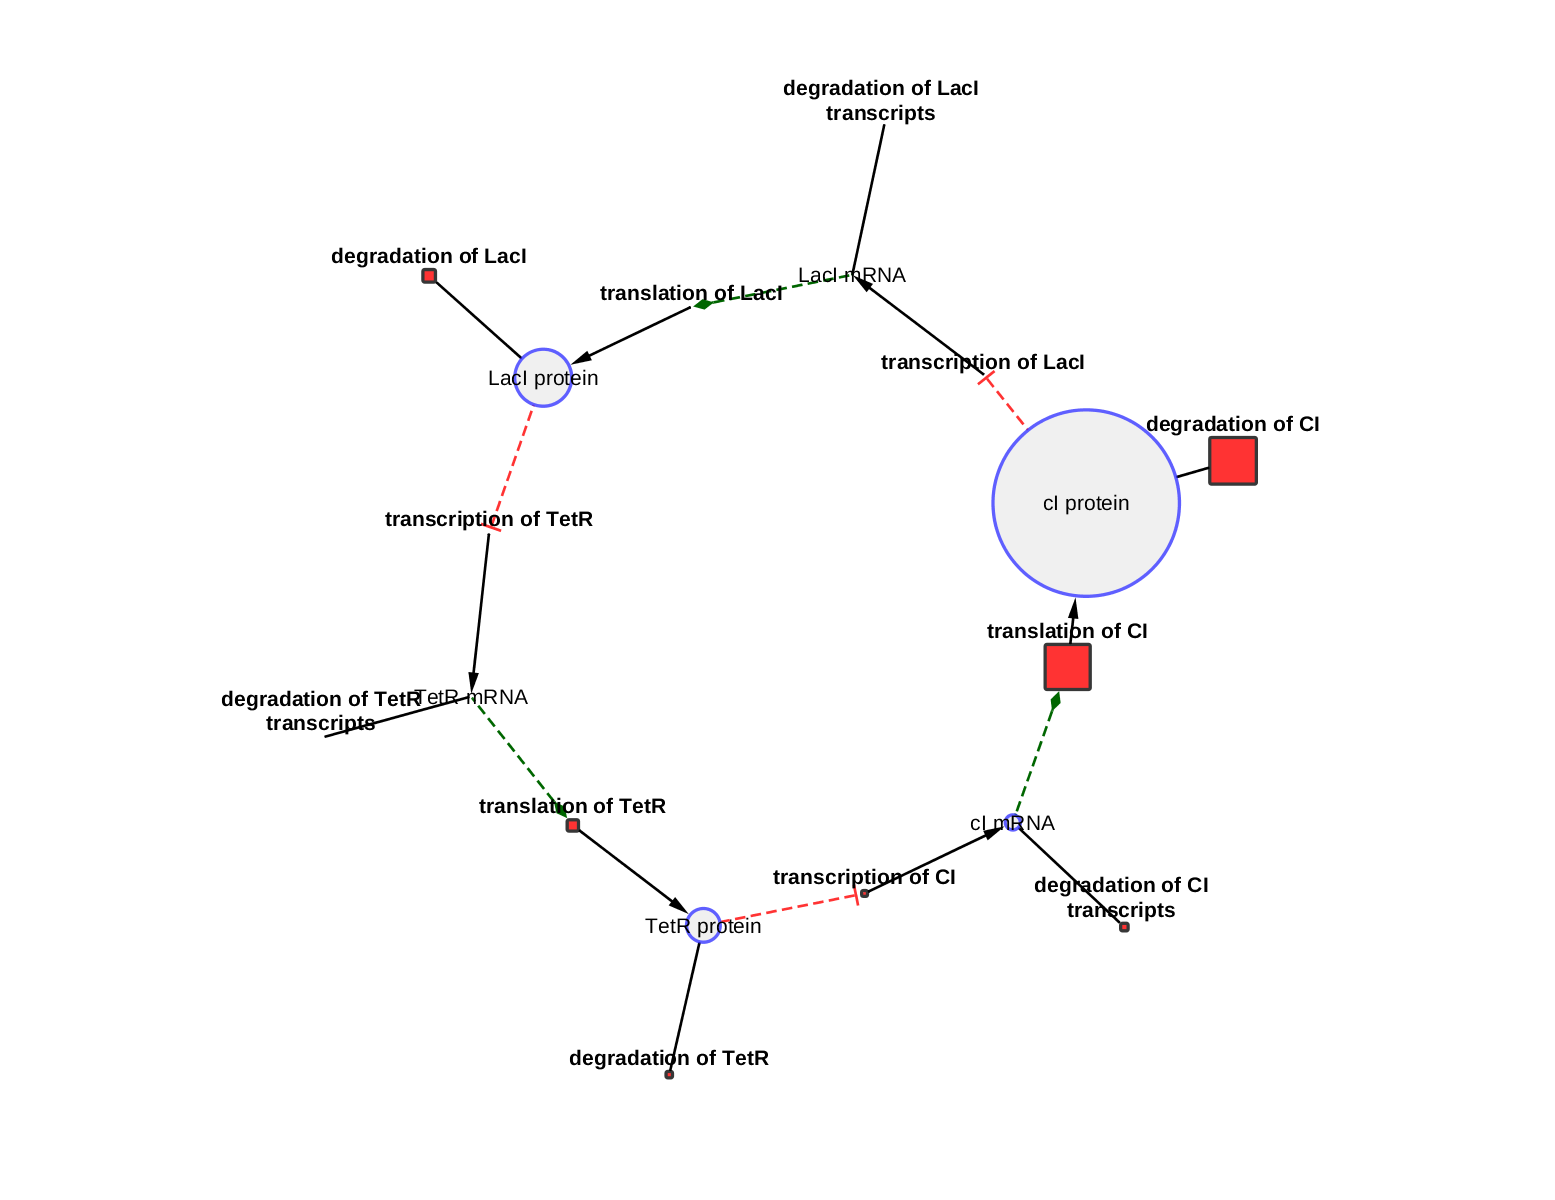 degradation of LacI
transcripts
degradation of LacI
LacI mRNA
translation of LacI
transcription of LacI
LacI protein
degradation of CI
cI protein
transcription of TetR
translation of CI
degradation of TetR
transcripts
TetR mRNA
translation of TetR
cI mRNA
transcription of CI
degradation of CI
transcripts
TetR protein
degradation of TetR